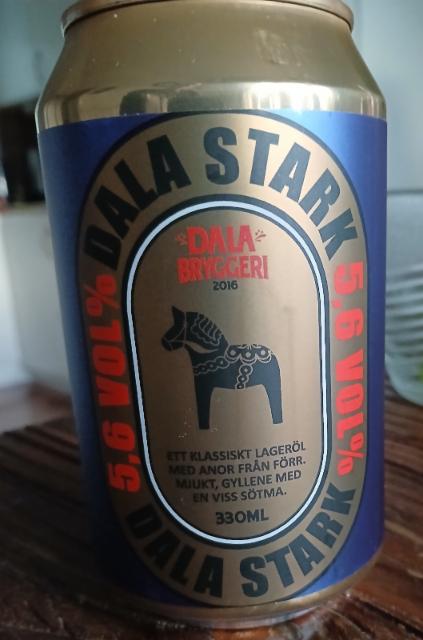 DALA STARK
5,6 VOL%
5,6 VOL%
DALA
BRYGGERI
2016
ETT KLASSISKT LAGERÖL
MED ANOR FRÅN FÖRR.
MJUKT, GYLLENE MED
EN VISS SÖTMA.
330ML
DALA STARK